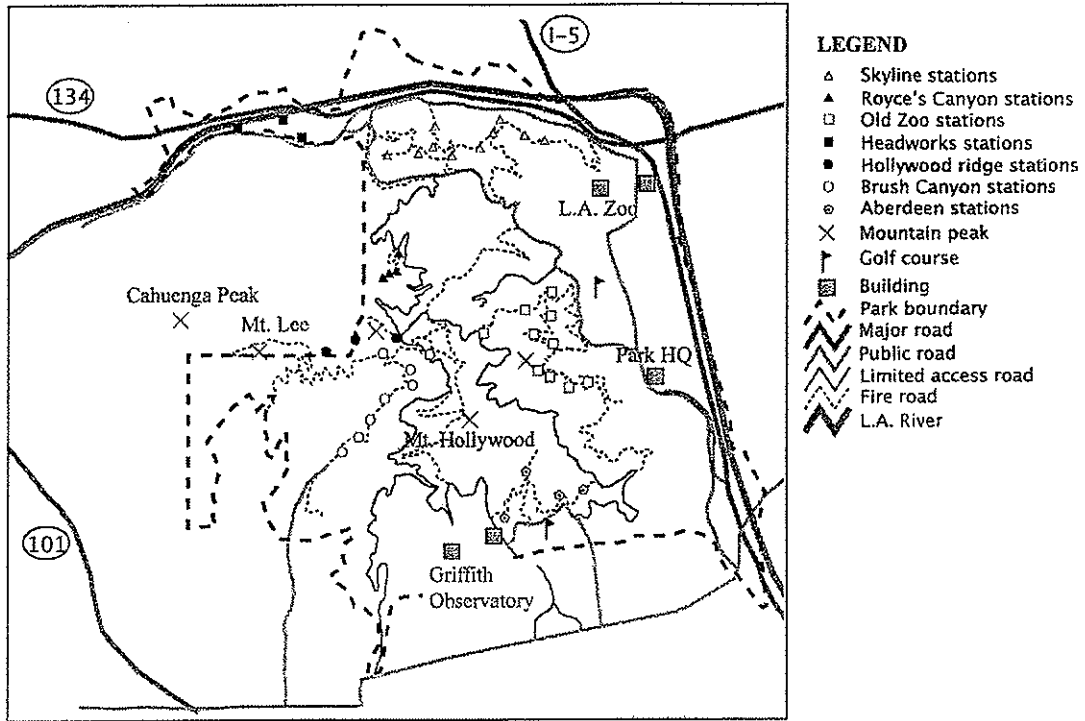 I-5
134
L.A. Zoo
Cahuenga Peak
Mt. Lee
Park HQ
Mt. Hollywood
101
Griffith
Observatory
LEGEND
Skyline stations
Royce's Canyon stations
Old Zoo stations
Headworks stations
Hollywood ridge stations
Brush Canyon stations
Aberdeen stations
Mountain peak
Golf course
Building
Park boundary
Major road
Public road
Limited access road
Fire road
L.A. River